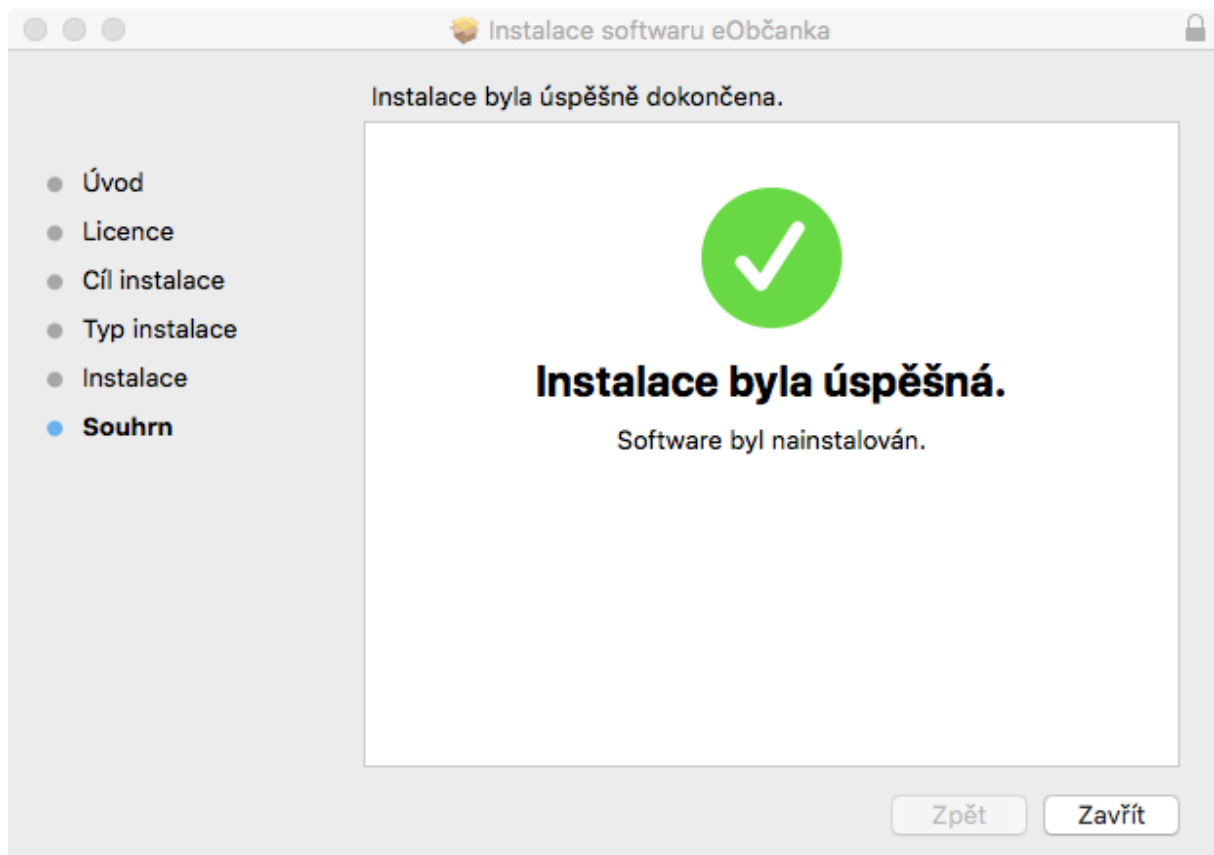 Instalace softwaru eObčanka
Instalace byla úspěšně dokončena.
Úvod
Licence
Cíl instalace
Typ instalace
Instalace
Souhrn
Instalace byla úspěšná.
Software byl nainstalován.
Zpět
Zavřít